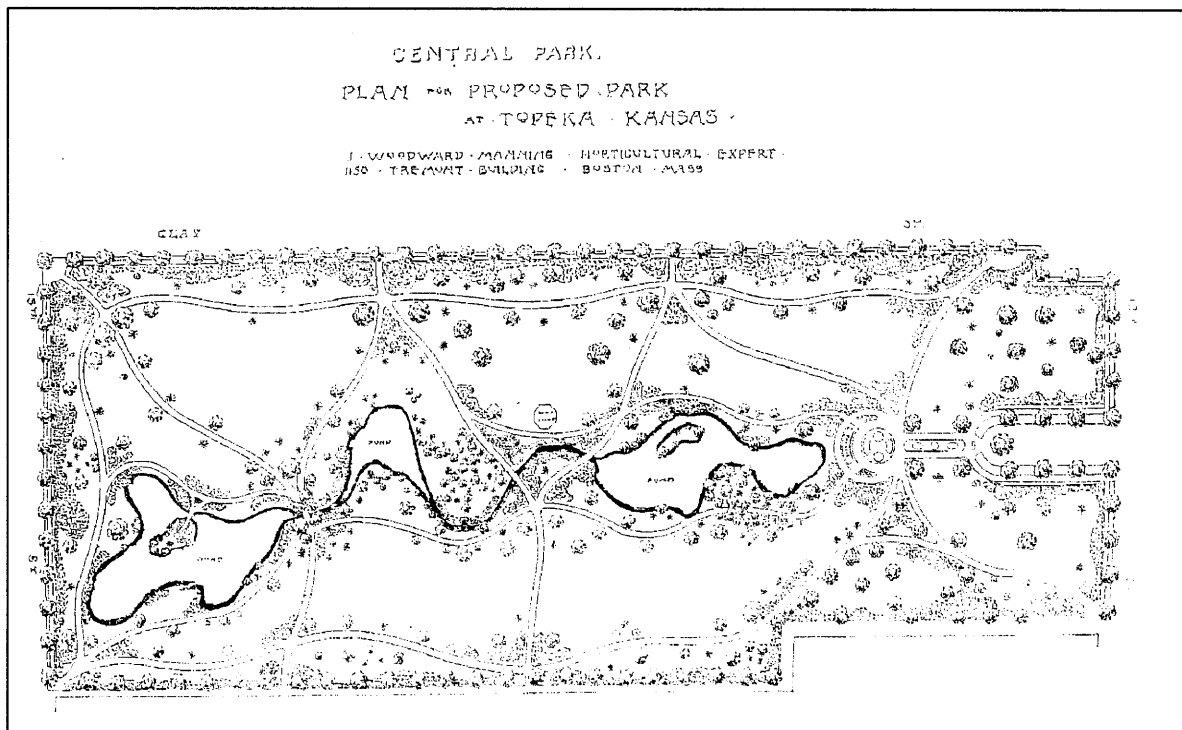 CENTRAL PARK.
PLAN FOR PROPOSED PARK
AT · TOPEKA · KANSAS ·
J · WOODWARD · MANNING · HORTICULTURAL · EXPERT ·
1150 · TREMONT · BUILDING · BOSTON · MASS
CLAY
ST.
POND
POND
POND